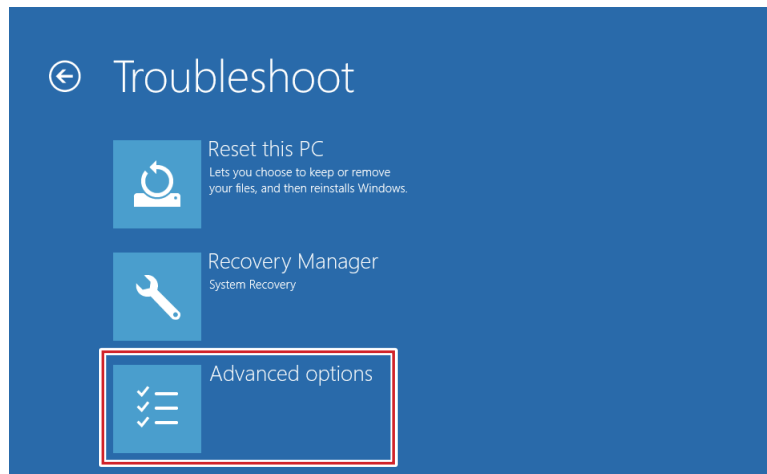 Troubleshoot
Reset this PC
Lets you choose to keep or remove
your files, and then reinstalls Windows.
Recovery Manager
System Recovery
Advanced options